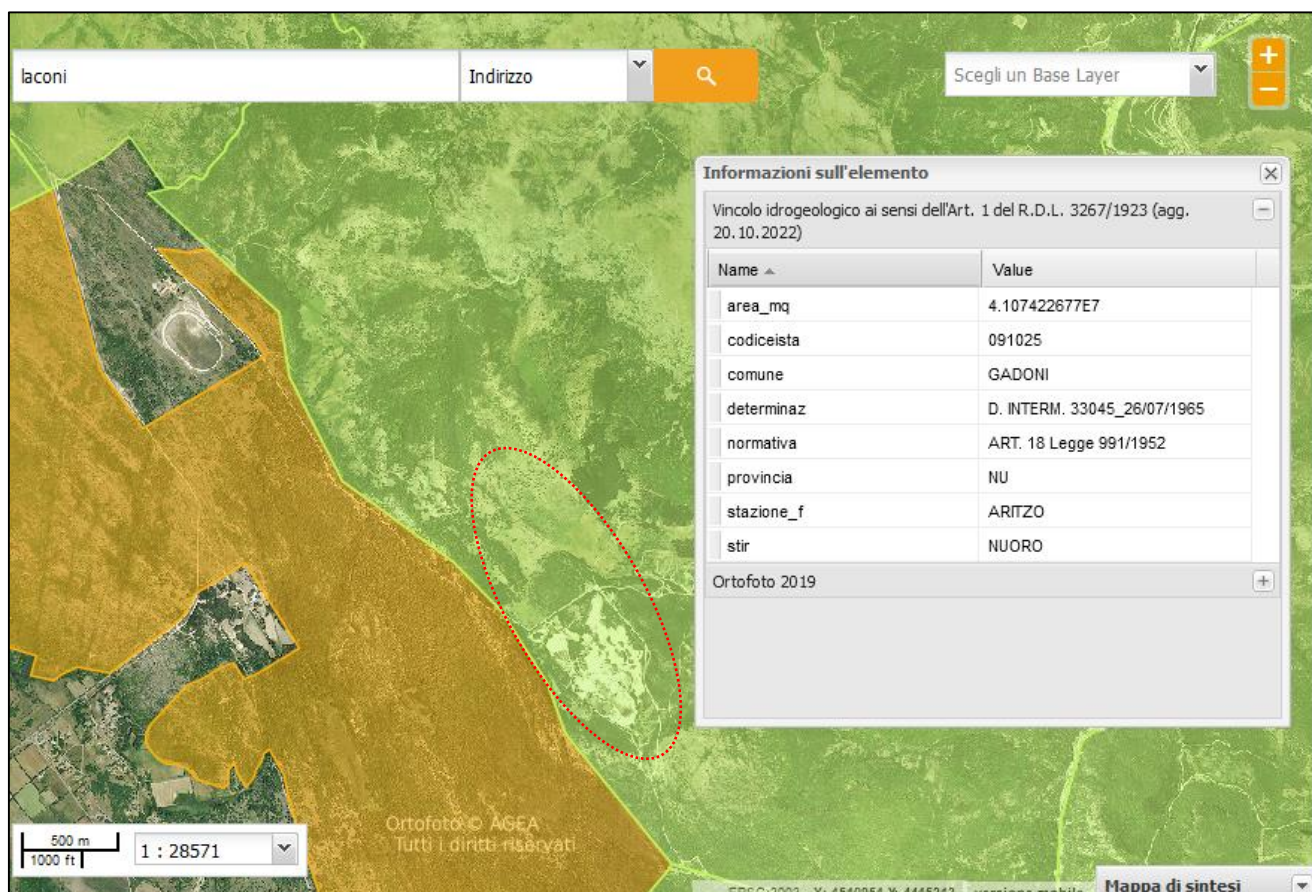 laconi
Indirizzo
Scegli un Base Layer
+
−
Informazioni sull'elemento
Vincolo idrogeologico ai sensi dell'Art. 1 del R.D.L. 3267/1923 (agg.
20.10.2022)
Name Value
area_mq 4.107422677E7
codiceista 091025
comune GADONI
determinaz D. INTERM. 33045_26/07/1965
normativa ART. 18 Legge 991/1952
provincia NU
stazione_f ARITZO
stir NUORO
Ortofoto 2019
Ortofoto © AGEA
Tutti i diritti riservati
500 m
1000 ft
1 : 28571
versione mobile
Mappa di sintesi